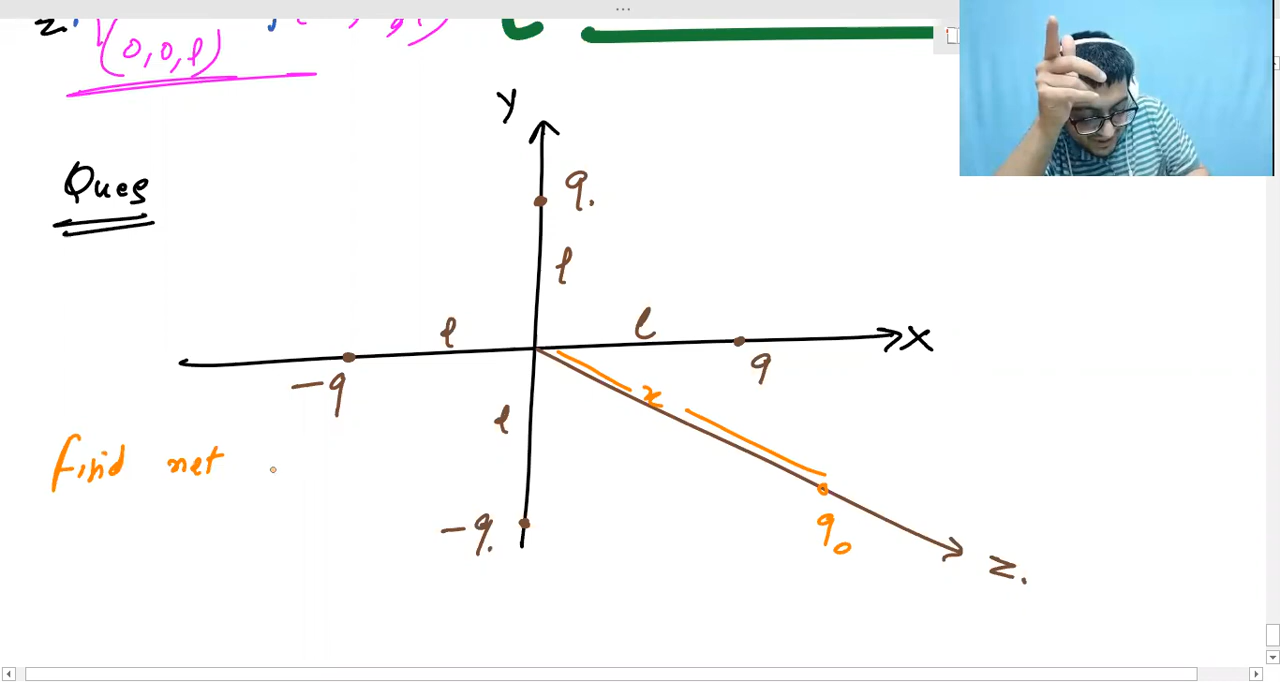 (0,0,l)
Y
Ques
q.
l
l
l
X
-q
q
x
l
find net
-q.
q0
z.